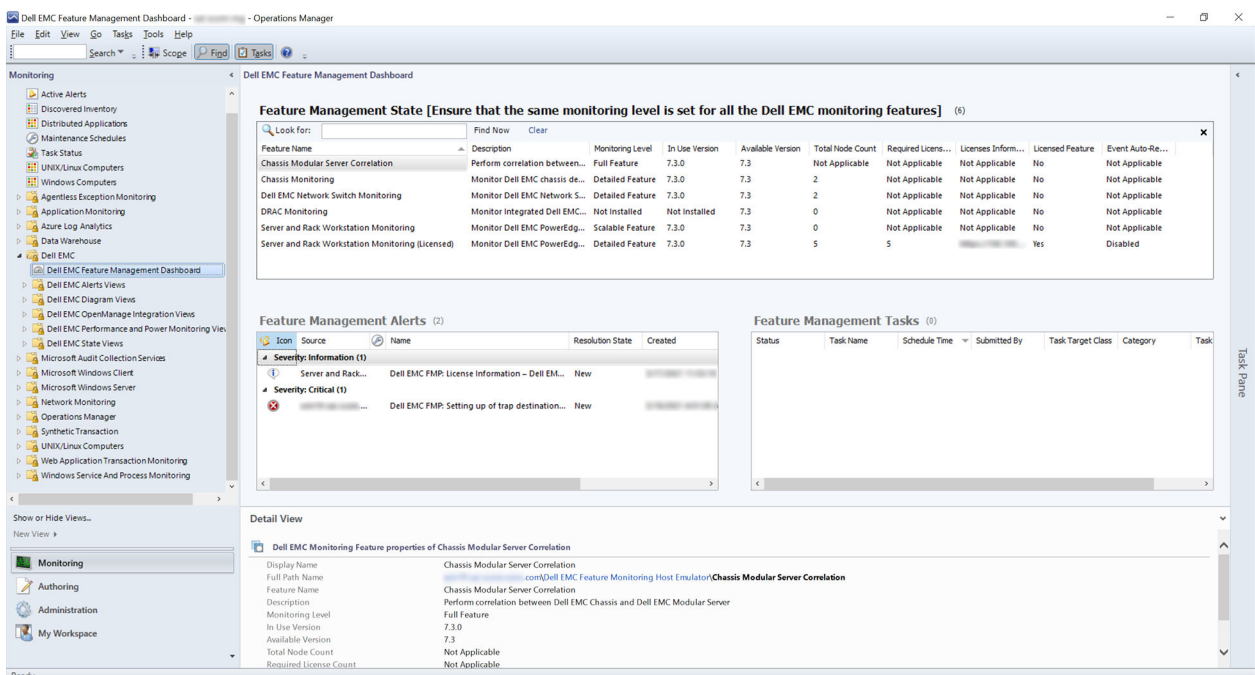 Dell EMC Feature Management Dashboard - - Operations Manager
File Edit View Go Tasks Tools Help
Search Scope Find Tasks
Monitoring
Active Alerts
Discovered Inventory
Distributed Applications
Maintenance Schedules
Task Status
UNIX/Linux Computers
Windows Computers
Agentless Exception Monitoring
Application Monitoring
Azure Log Analytics
Data Warehouse
Dell EMC
Dell EMC Feature Management Dashboard
Dell EMC Alerts Views
Dell EMC Diagram Views
Dell EMC OpenManage Integration Views
Dell EMC Performance and Power Monitoring Viev
Dell EMC State Views
Microsoft Audit Collection Services
Microsoft Windows Client
Microsoft Windows Server
Network Monitoring
Operations Manager
Synthetic Transaction
UNIX/Linux Computers
Web Application Transaction Monitoring
Windows Service And Process Monitoring
Show or Hide Views...
New View
Monitoring
Authoring
Administration
My Workspace
Dell EMC Feature Management Dashboard
Feature Management State [Ensure that the same monitoring level is set for all the Dell EMC monitoring features] (6)
Look for: Find Now Clear
Feature Name Description Monitoring Level In Use Version Available Version Total Node Count Required Licens... Licenses Inform... Licensed Feature Event Auto-Re...
Chassis Modular Server Correlation Perform correlation between... Full Feature 7.3.0 7.3 Not Applicable Not Applicable Not Applicable No Not Applicable
Chassis Monitoring Monitor Dell EMC chassis de... Detailed Feature 7.3.0 7.3 2 Not Applicable Not Applicable No Not Applicable
Dell EMC Network Switch Monitoring Monitor Dell EMC Network S... Detailed Feature 7.3.0 7.3 2 Not Applicable Not Applicable No Not Applicable
DRAC Monitoring Monitor Integrated Dell EMC... Not Installed Not Installed 7.3 0 Not Applicable Not Applicable No Not Applicable
Server and Rack Workstation Monitoring Monitor Dell EMC PowerEdg... Scalable Feature 7.3.0 7.3 0 Not Applicable Not Applicable No Not Applicable
Server and Rack Workstation Monitoring (Licensed) Monitor Dell EMC PowerEdg... Detailed Feature 7.3.0 7.3 5 5 Yes Disabled
Feature Management Alerts (2)
Icon Source Name Resolution State Created
Severity: Information (1)
Server and Rack... Dell EMC FMP: License Information – Dell EM... New
Severity: Critical (1)
... Dell EMC FMP: Setting up of trap destination... New
Feature Management Tasks (0)
Status Task Name Schedule Time Submitted By Task Target Class Category Task
Task Pane
Detail View
Dell EMC Monitoring Feature properties of Chassis Modular Server Correlation
Display Name Chassis Modular Server Correlation
Full Path Name .com\Dell EMC Feature Monitoring Host Emulator\Chassis Modular Server Correlation
Feature Name Chassis Modular Server Correlation
Description Perform correlation between Dell EMC Chassis and Dell EMC Modular Server
Monitoring Level Full Feature
In Use Version 7.3.0
Available Version 7.3
Total Node Count Not Applicable
Required License Count Not Applicable